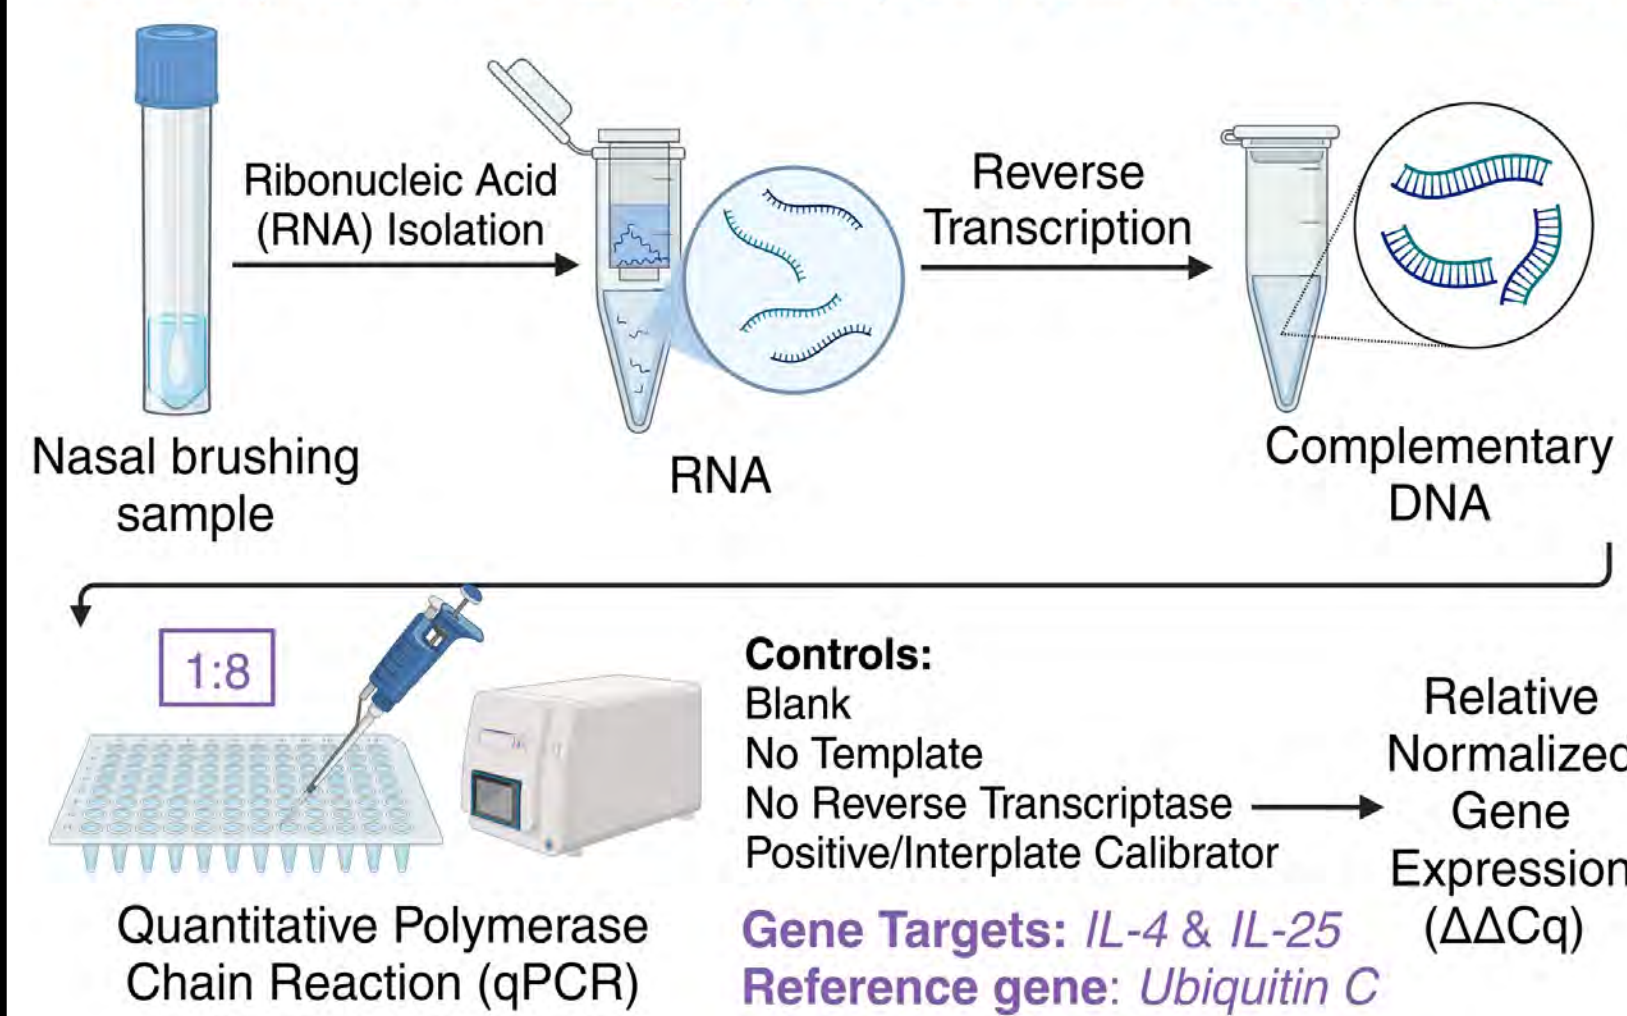 Ribonucleic Acid
(RNA) Isolation
Reverse
Transcription
Nasal brushing
sample
RNA
Complementary
DNA
1:8
Quantitative Polymerase
Chain Reaction (qPCR)
Controls:
Blank
No Template
No Reverse Transcriptase
Positive/Interplate Calibrator
Gene Targets: IL-4 & IL-25
Reference gene: Ubiquitin C
Relative
Normalized
Gene
Expression
(ΔΔCq)